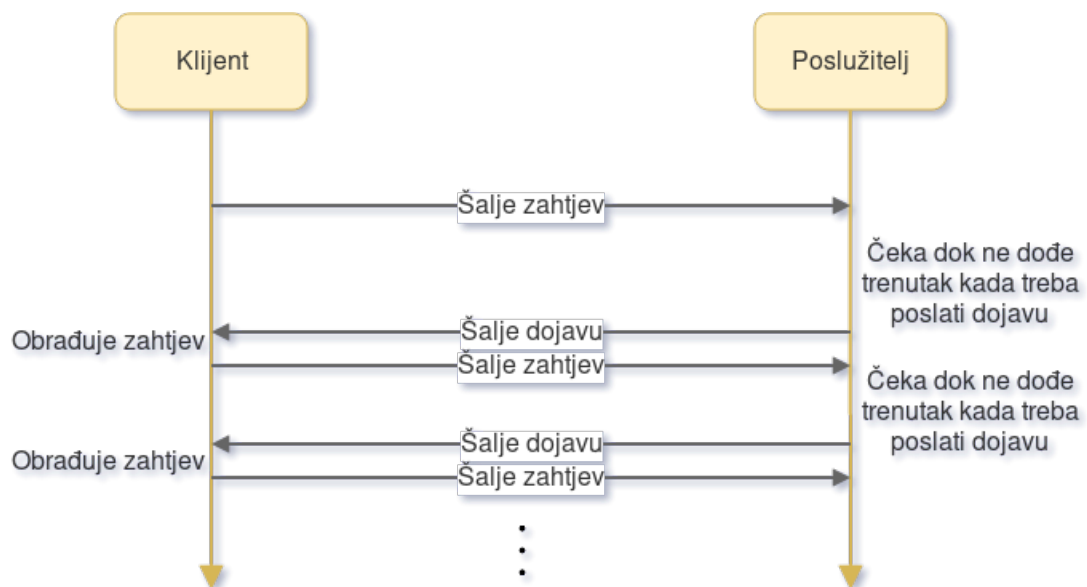 Klijent
Poslužitelj
Šalje zahtjev
Čeka dok ne dođe
trenutak kada treba
poslati dojavu
Šalje dojavu
Obrađuje zahtjev
Šalje zahtjev
Čeka dok ne dođe
trenutak kada treba
poslati dojavu
Šalje dojavu
Obrađuje zahtjev
Šalje zahtjev